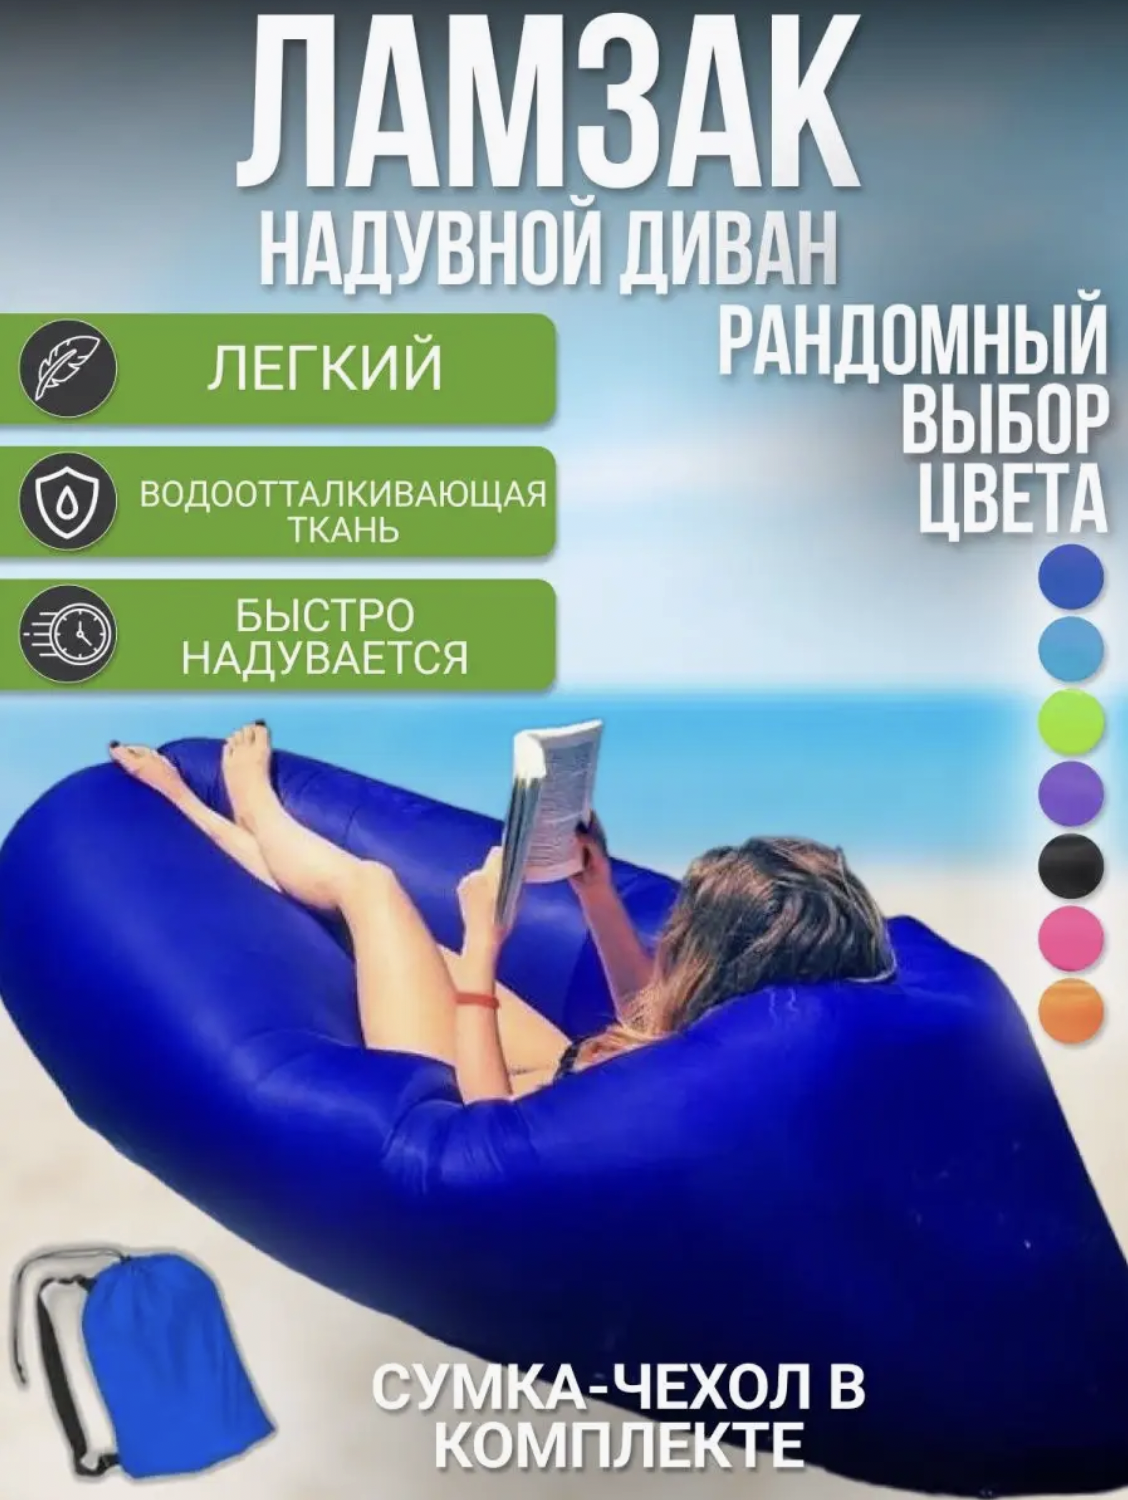 ЛАМЗАК
НАДУВНОЙ ДИВАН
РАНДОМНЫЙ
ВЫБОР
ЦВЕТА
ЛЕГКИЙ
ВОДООТТАЛКИВАЮЩАЯ
ТКАНЬ
БЫСТРО
НАДУВАЕТСЯ
СУМКА-ЧЕХОЛ В
КОМПЛЕКТЕ